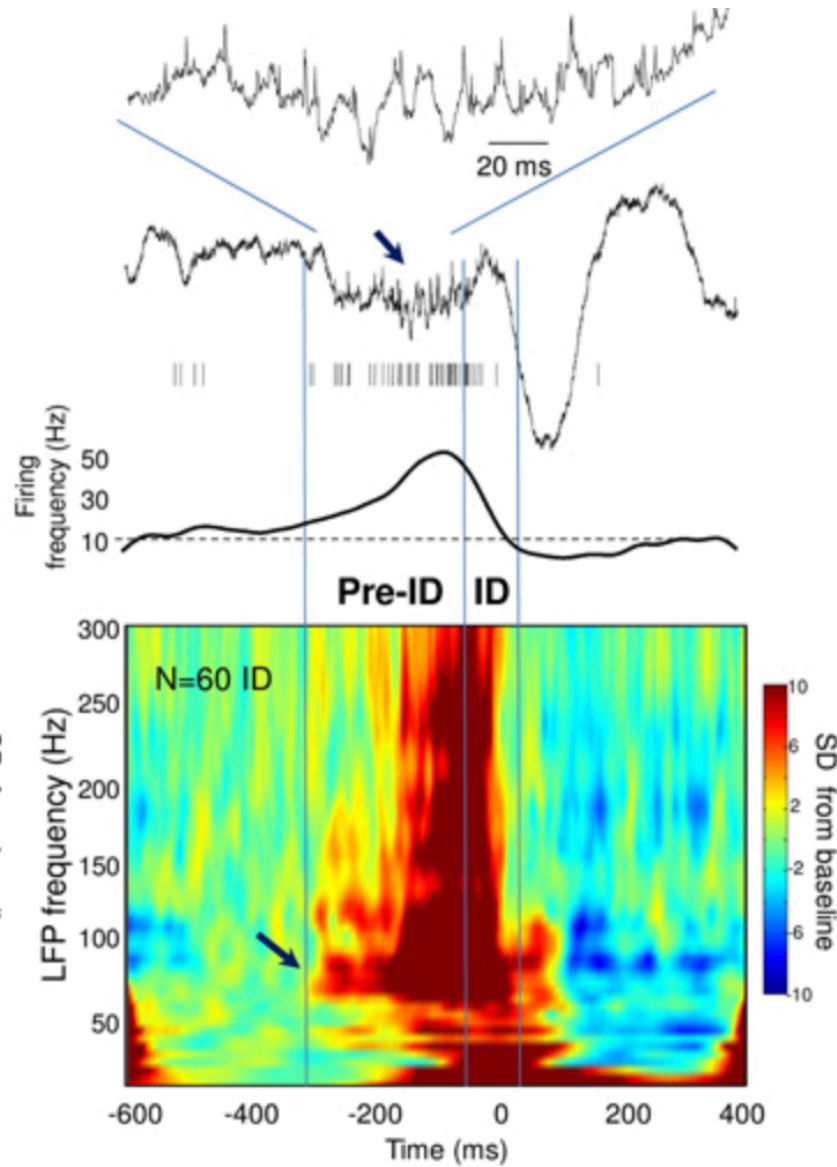 20 ms
Firing
frequency (Hz)
50
30
10
Pre-ID ID
N=60 ID
LFP frequency (Hz)
300
250
200
150
100
50
-600 -400 -200 0 200 400
Time (ms)
10
6
2
-2
-6
-10
SD from baseline